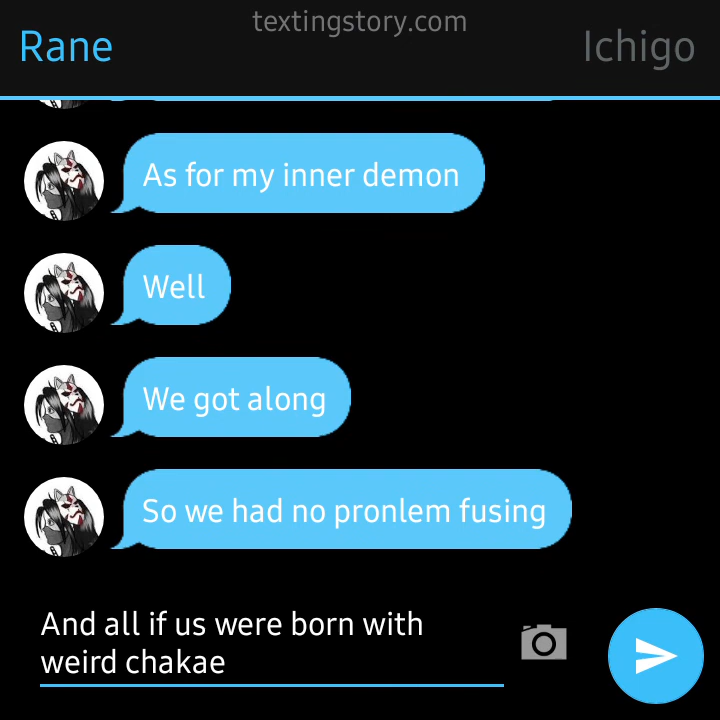 textingstory.com
Rane
Ichigo
As for my inner demon
Well
We got along
So we had no pronlem fusing
And all if us were born with
weird chakae